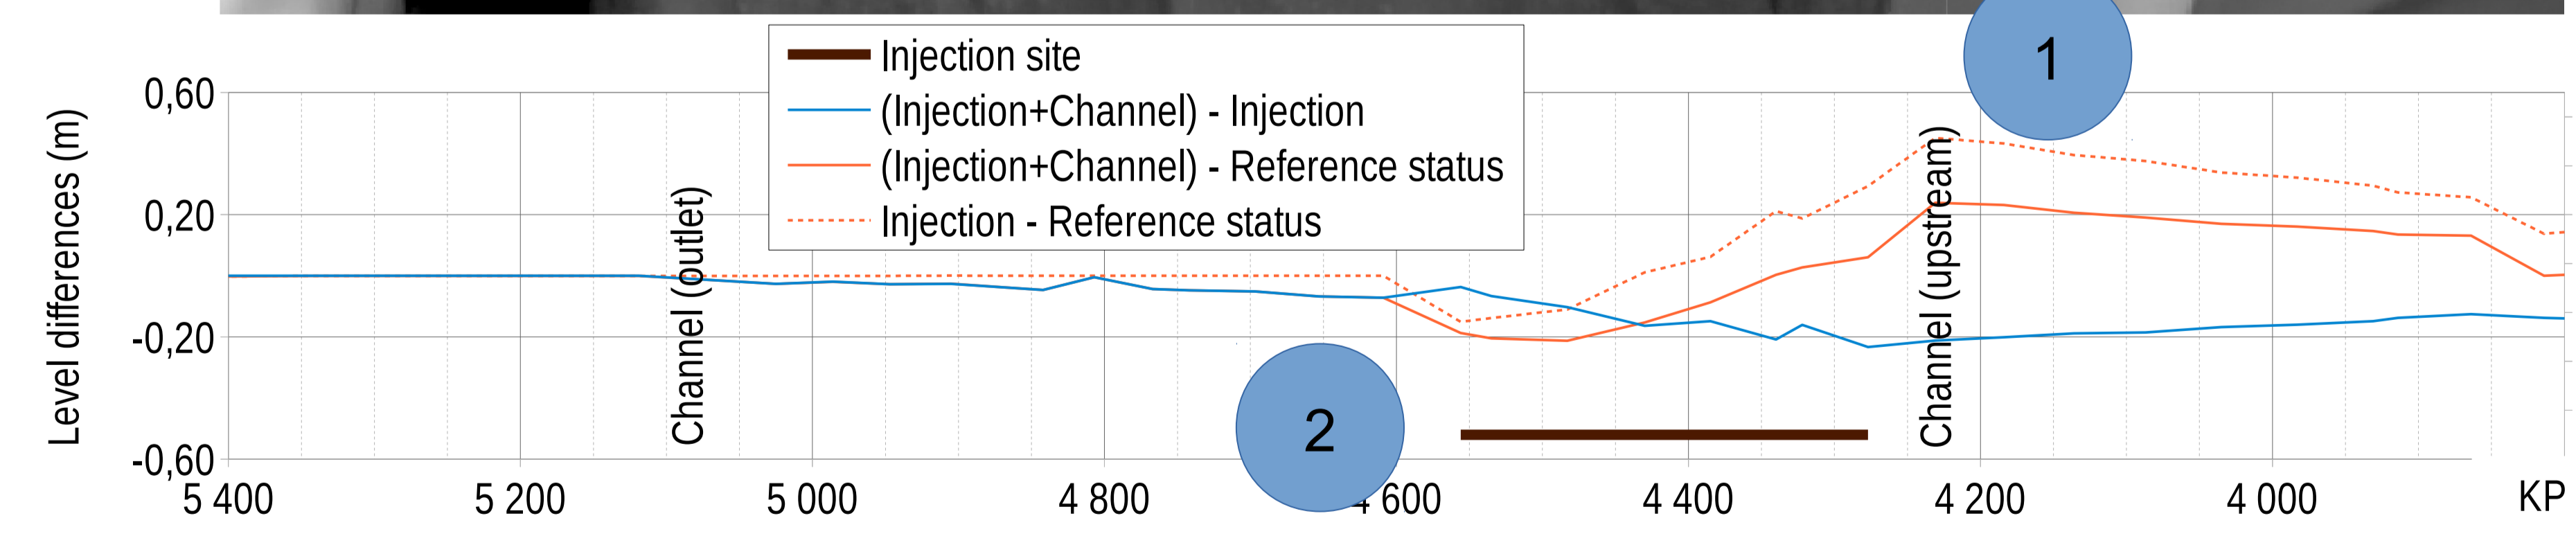 1
Injection site
(Injection+Channel) - Injection
(Injection+Channel) - Reference status
Injection - Reference status
Level differences (m)
0,60
0,20
-0,20
-0,60
Channel (outlet)
Channel (upstream)
2
5 400
5 200
5 000
4 800
4 600
4 400
4 200
4 000
KP